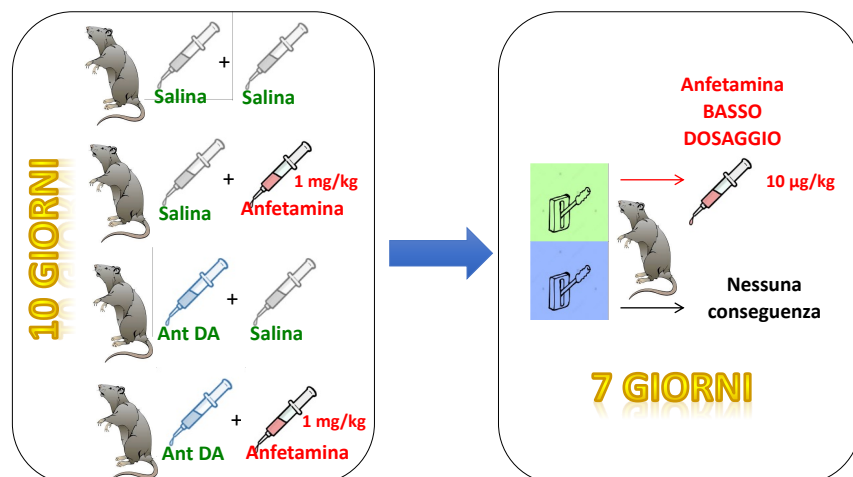 10 GIORNI
+
Salina
Salina
+
1 mg/kg
Salina
Anfetamina
+
Ant DA
Salina
+
1 mg/kg
Ant DA
Anfetamina
Anfetamina
BASSO
DOSAGGIO
10 µg/kg
Nessuna
conseguenza
7 GIORNI